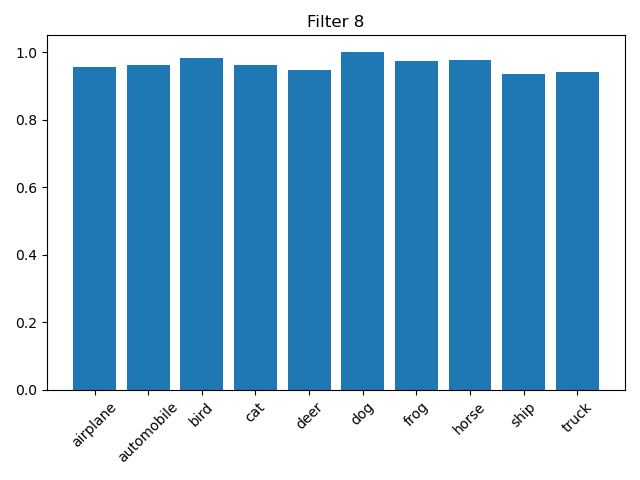 Filter 8
1.0
0.8
0.6
0.4
0.2
0.0
airplane
automobile
bird
cat
deer
dog
frog
horse
ship
truck